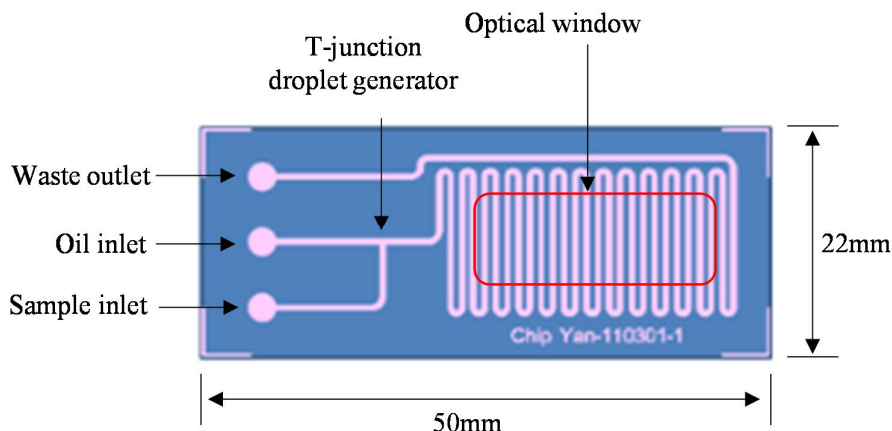 Optical window
T-junction
droplet generator
Waste outlet
Oil inlet
Sample inlet
22mm
Chip Yan-110301-1
50mm